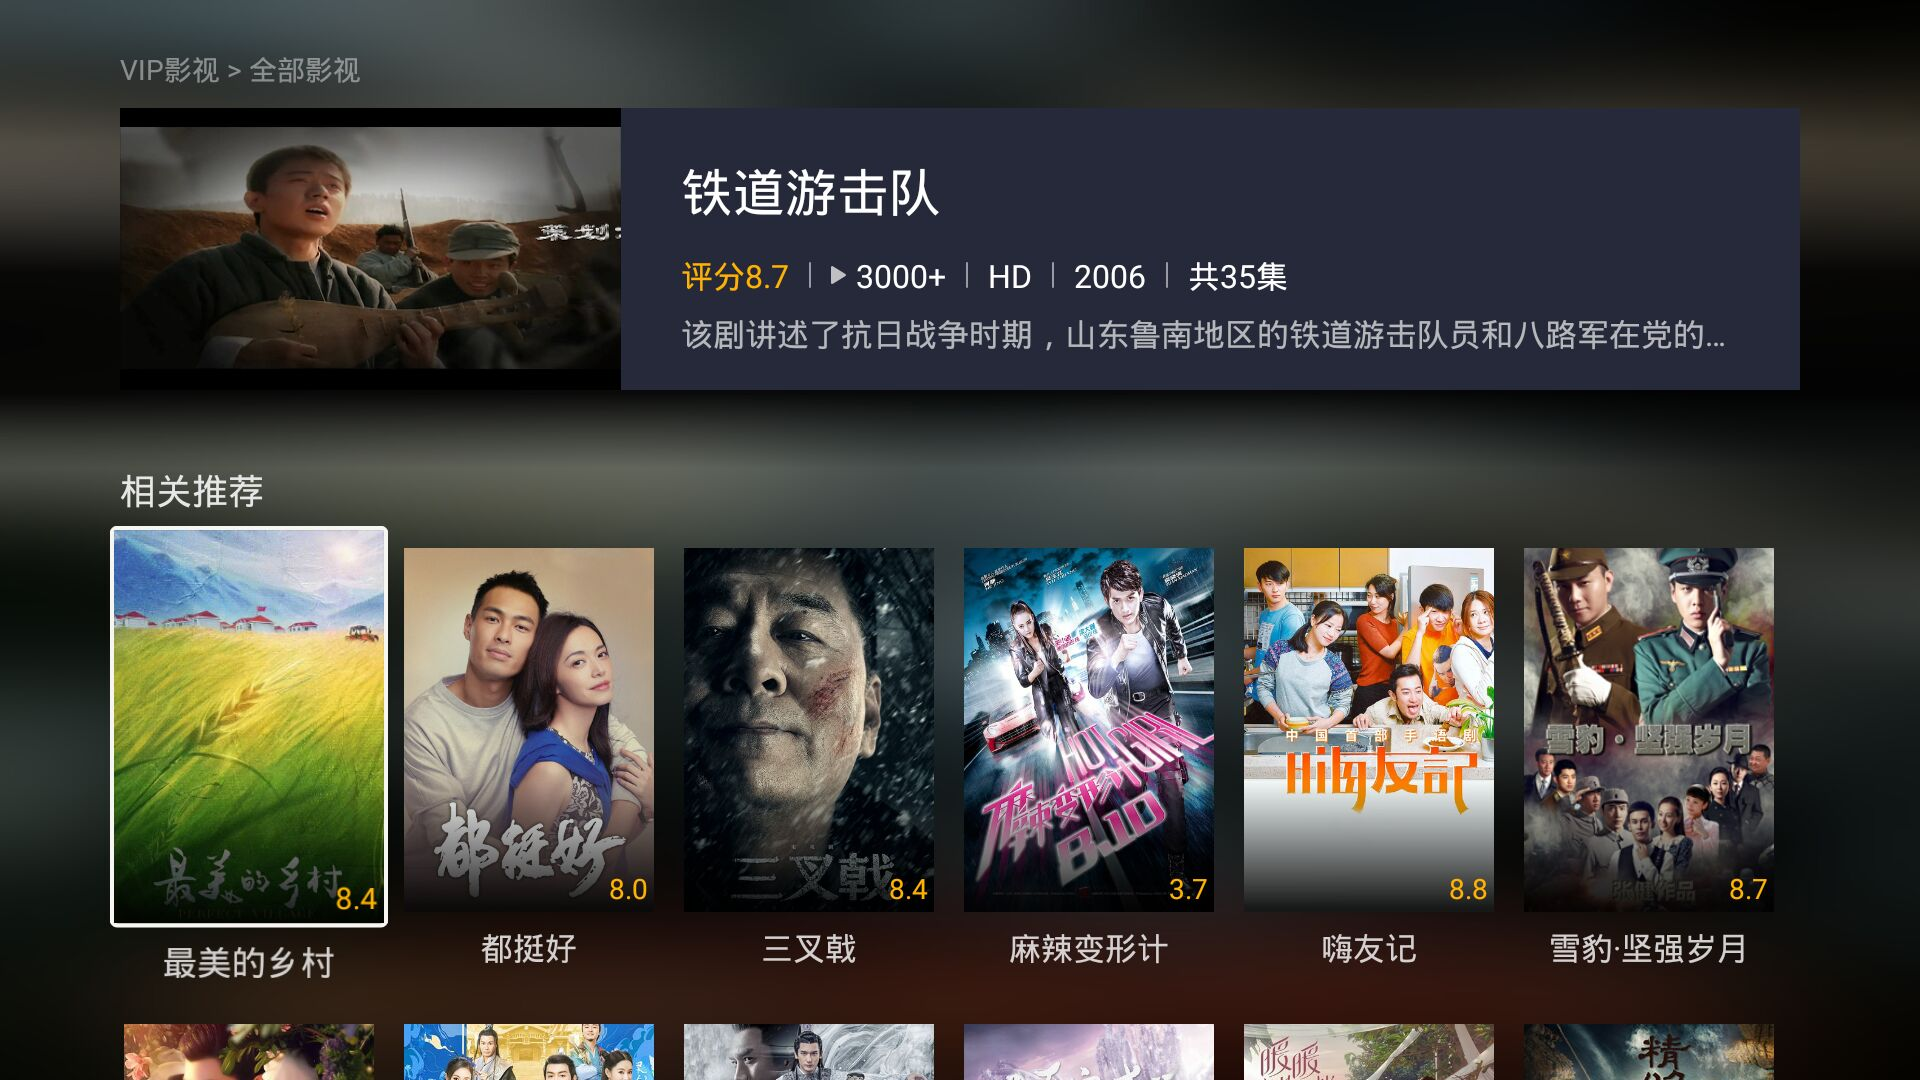 VIP影视 > 全部影视
策划
铁道游击队
评分8.7 | 3000+ | HD | 2006 | 共35集
该剧讲述了抗日战争时期，山东鲁南地区的铁道游击队员和八路军在党的...
相关推荐
最美的乡村
PERFECT VILLAGE
8.4
最美的乡村
都挺好
8.0
都挺好
三叉戟
8.4
三叉戟
HOT GIRL
麻辣变形计
8.10
3.7
麻辣变形计
中国首部手语剧
嗨友記
8.8
嗨友记
雪豹·坚强岁月
张健作品
8.7
雪豹·坚强岁月
暖暖
精